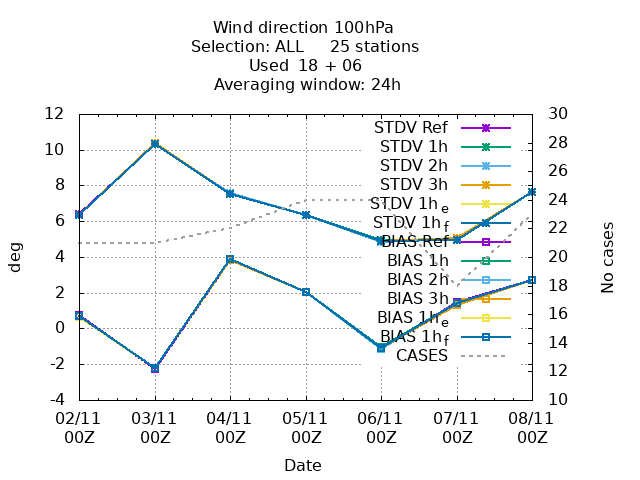 Wind direction 100hPa
Selection: ALL 25 stations
Used 18 + 06
Averaging window: 24h
12
10
8
6
4
2
0
-2
-4
deg
30
28
26
24
22
20
18
16
14
12
10
No cases
STDV Ref
STDV 1h
STDV 2h
STDV 3h
STDV 1he
STDV 1hf
BIAS Ref
BIAS 1h
BIAS 2h
BIAS 3h
BIAS 1he
BIAS 1hf
CASES
02/11 03/11 04/11 05/11 06/11 07/11 08/11
00Z 00Z 00Z 00Z 00Z 00Z 00Z
Date